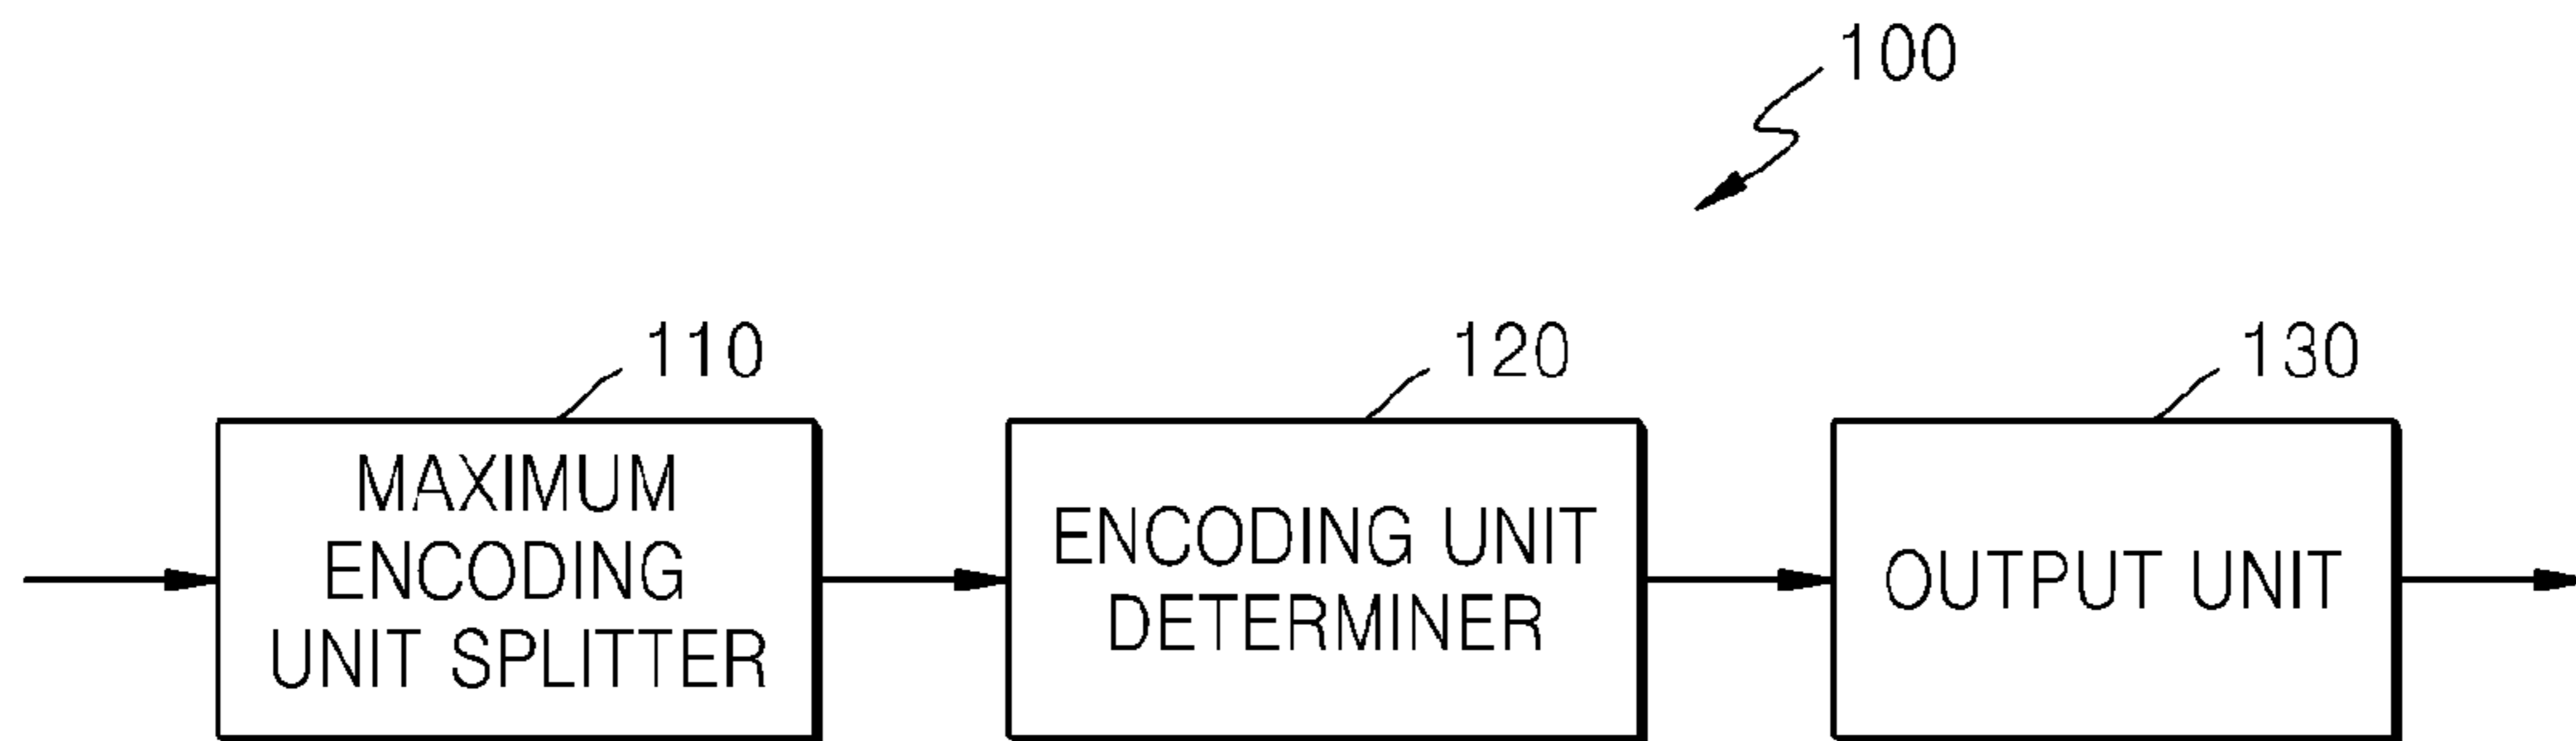 100
110
120
130
MAXIMUM
ENCODING
UNIT SPLITTER
ENCODING UNIT
DETERMINER
OUTPUT UNIT